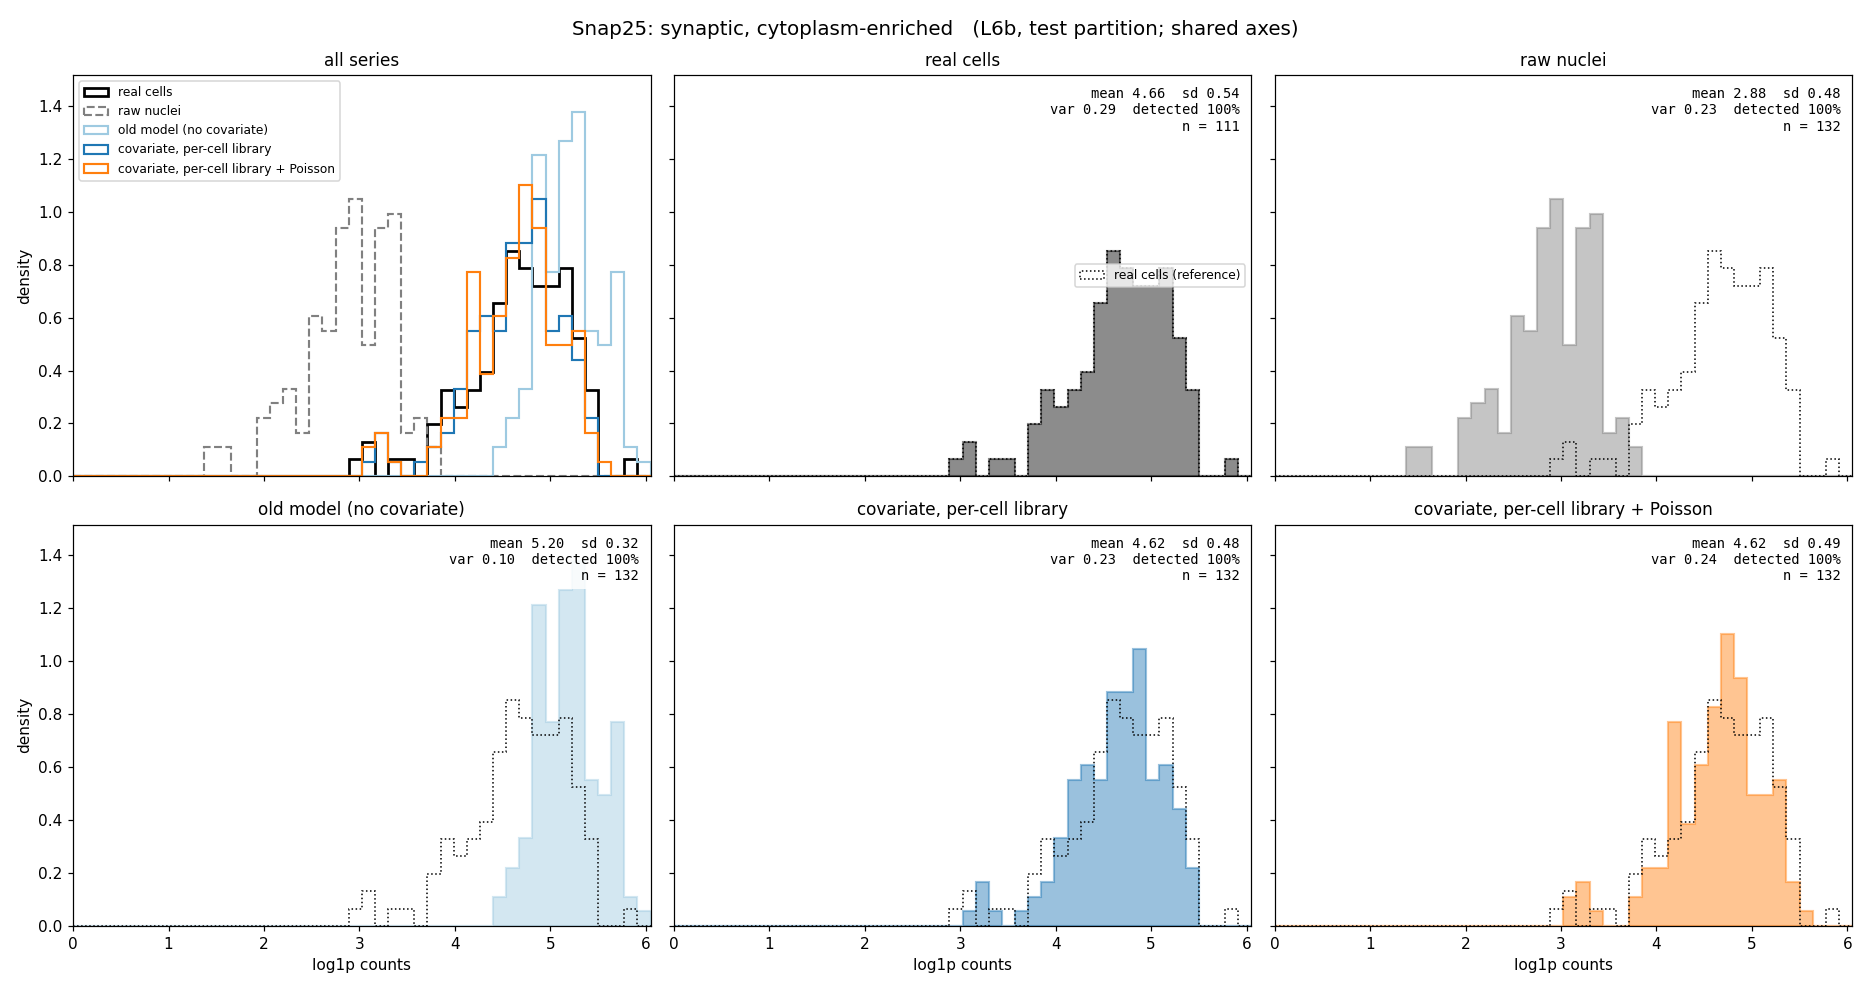 Snap25: synaptic, cytoplasm-enriched (L6b, test partition; shared axes)
all series
real cells
raw nuclei
density
1.4
1.2
1.0
0.8
0.6
0.4
0.2
0.0
real cells
raw nuclei
old model (no covariate)
covariate, per-cell library
covariate, per-cell library + Poisson
mean 4.66 sd 0.54
var 0.29 detected 100%
n = 111
real cells (reference)
mean 2.88 sd 0.48
var 0.23 detected 100%
n = 132
old model (no covariate)
covariate, per-cell library
covariate, per-cell library + Poisson
density
1.4
1.2
1.0
0.8
0.6
0.4
0.2
0.0
mean 5.20 sd 0.32
var 0.10 detected 100%
n = 132
mean 4.62 sd 0.48
var 0.23 detected 100%
n = 132
mean 4.62 sd 0.49
var 0.24 detected 100%
n = 132
0 1 2 3 4 5 6
0 1 2 3 4 5 6
0 1 2 3 4 5 6
log1p counts
log1p counts
log1p counts